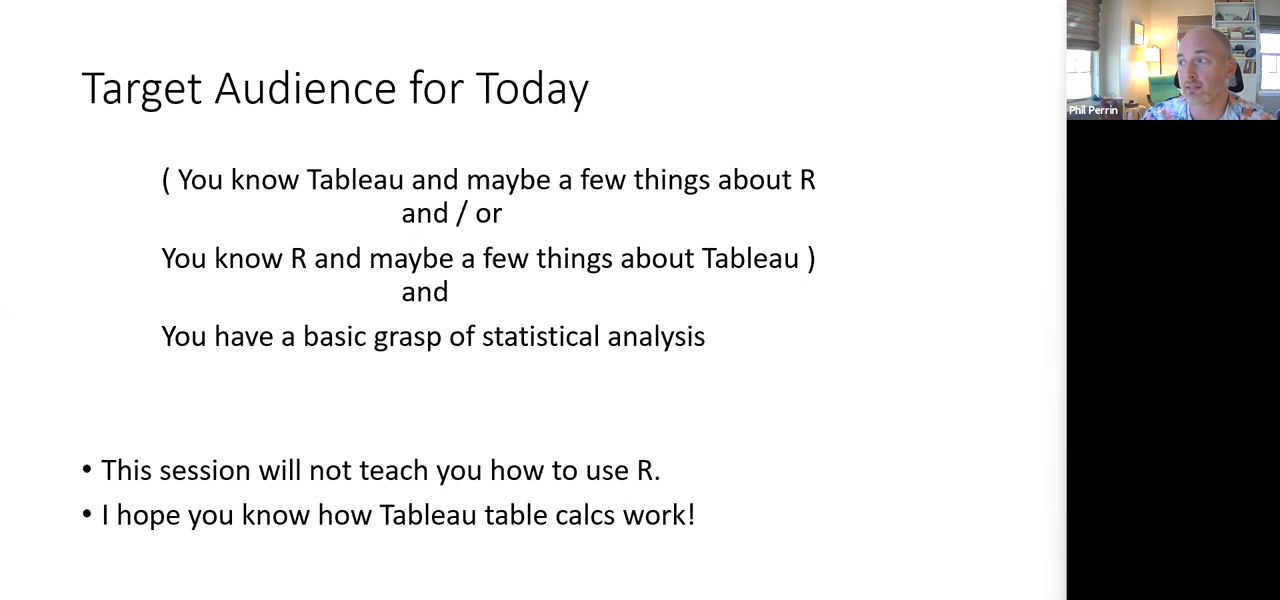 Target Audience for Today
( You know Tableau and maybe a few things about R
and / or
You know R and maybe a few things about Tableau )
and
You have a basic grasp of statistical analysis
• This session will not teach you how to use R.
• I hope you know how Tableau table calcs work!
Phil Perrin